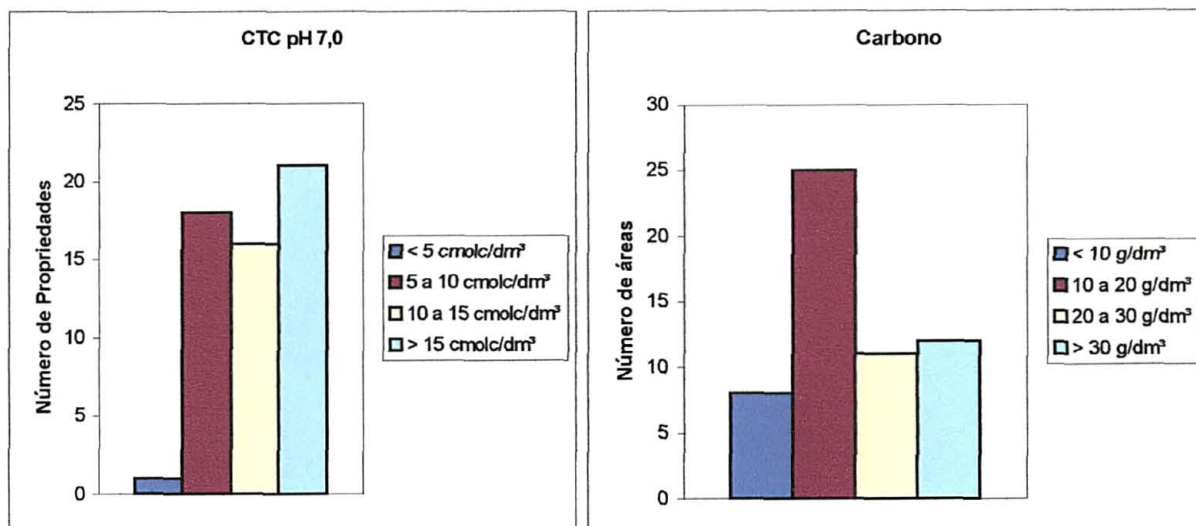 CTC pH 7,0
Número de Propriedades
25
20
15
10
5
0
< 5 cmolc/dm³
5 a 10 cmolc/dm³
10 a 15 cmolc/dm³
> 15 cmolc/dm³
Carbono
Número de áreas
30
25
20
15
10
5
0
< 10 g/dm³
10 a 20 g/dm³
20 a 30 g/dm³
> 30 g/dm³